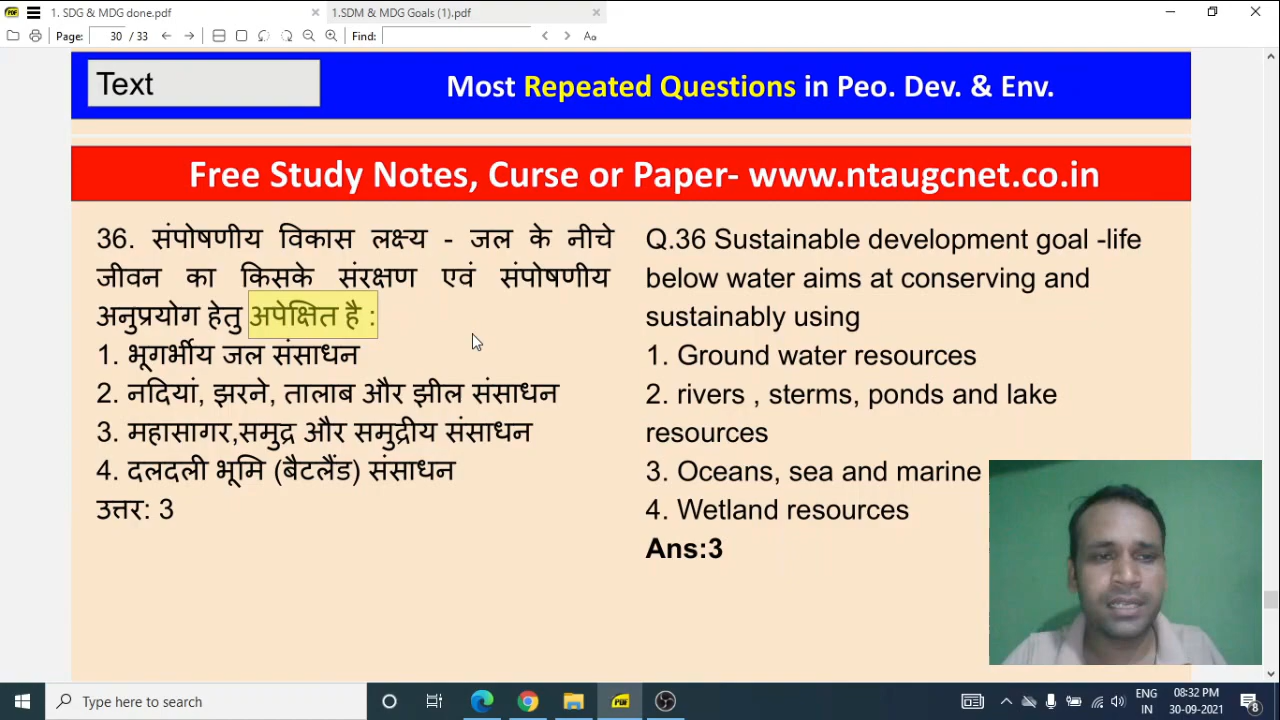 1. SDG & MDG done.pdf
1.SDM & MDG Goals (1).pdf
Page: 30 / 33 Find:
Text
Most Repeated Questions in Peo. Dev. & Env.
Free Study Notes, Curse or Paper- www.ntaugcnet.co.in
36. संपोषणीय विकास लक्ष्य - जल के नीचे
जीवन का किसके संरक्षण एवं संपोषणीय
अनुप्रयोग हेतु अपेक्षित है :
1. भूगर्भीय जल संसाधन
2. नदियां, झरने, तालाब और झील संसाधन
3. महासागर,समुद्र और समुद्रीय संसाधन
4. दलदली भूमि (बैटलैंड) संसाधन
उत्तर: 3
Q.36 Sustainable development goal -life
below water aims at conserving and
sustainably using
1. Ground water resources
2. rivers , sterms, ponds and lake
resources
3. Oceans, sea and marine
4. Wetland resources
Ans:3
Type here to search
ENG
IN
08:32 PM
30-09-2021
8